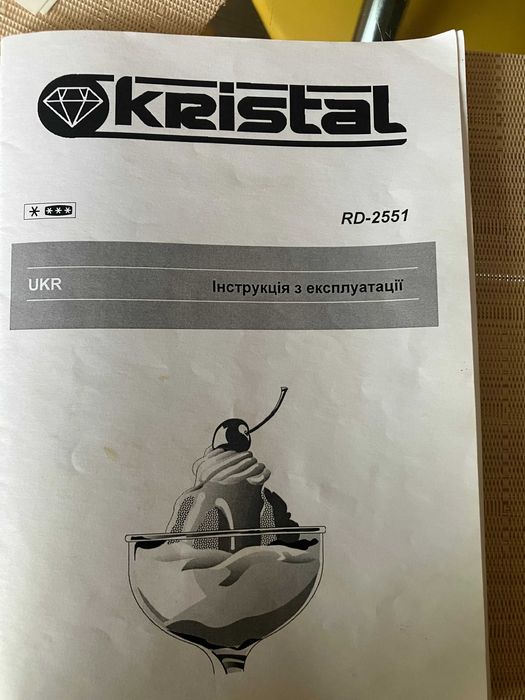 Kristal
RD-2551
UKR
Інструкція з експлуатації